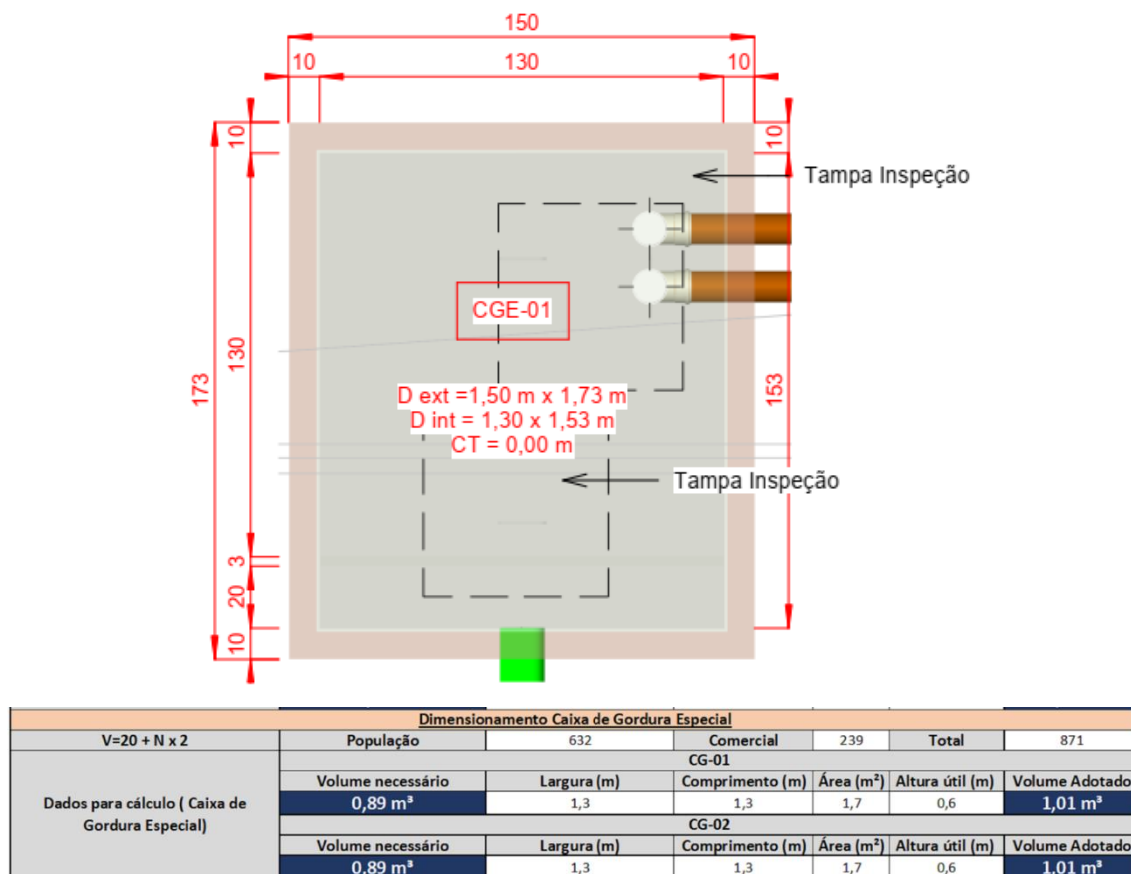 150
10 130 10
10 10
Tampa Inspeção
CGE-01
130
173
153
D ext =1,50 m x 1,73 m
D int = 1,30 x 1,53 m
CT = 0,00 m
Tampa Inspeção
3
20
10
Dimensionamento Caixa de Gordura Especial
V=20 + N x 2 População 632 Comercial 239 Total 871
CG-01
Volume necessário Largura (m) Comprimento (m) Área (m²) Altura útil (m) Volume Adotado
0,89 m³ 1,3 1,3 1,7 0,6 1,01 m³
Dados para cálculo ( Caixa de
Gordura Especial)
CG-02
Volume necessário Largura (m) Comprimento (m) Área (m²) Altura útil (m) Volume Adotado
0,89 m³ 1,3 1,3 1,7 0,6 1,01 m³